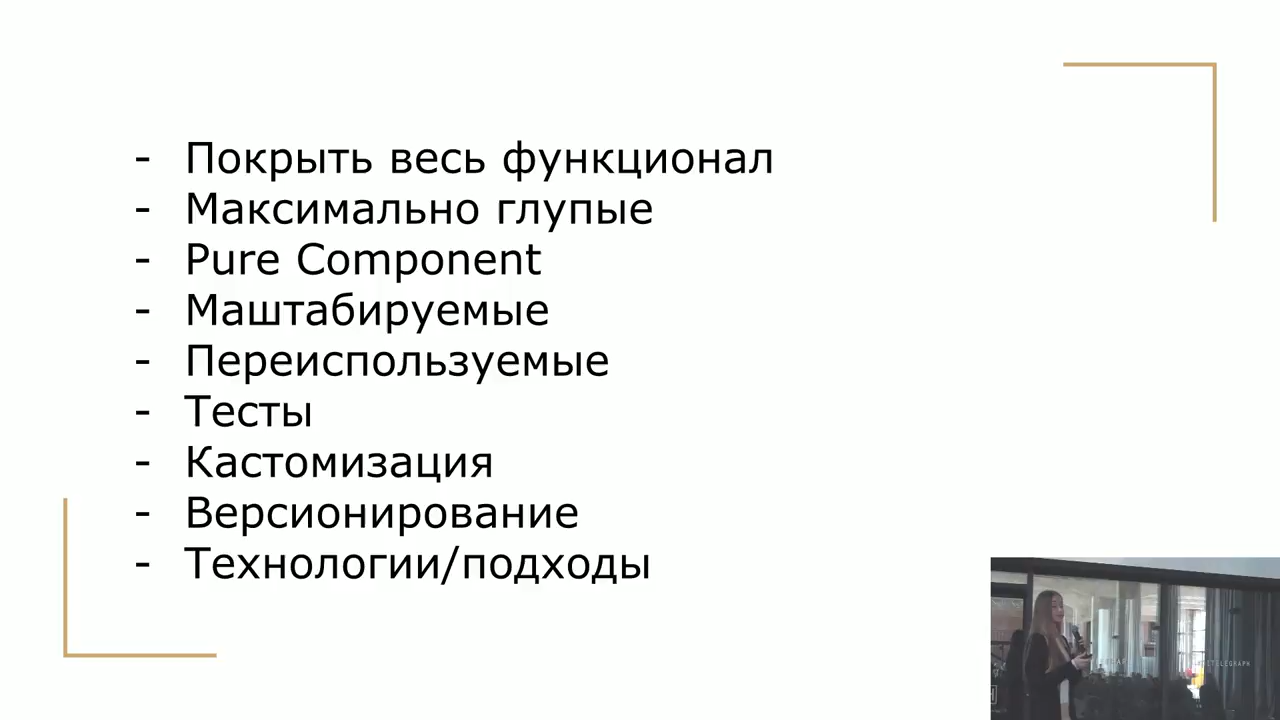 - Покрыть весь функционал
- Максимально глупые
- Pure Component
- Маштабируемые
- Переиспользуемые
- Тесты
- Кастомизация
- Версионирование
- Технологии/подходы